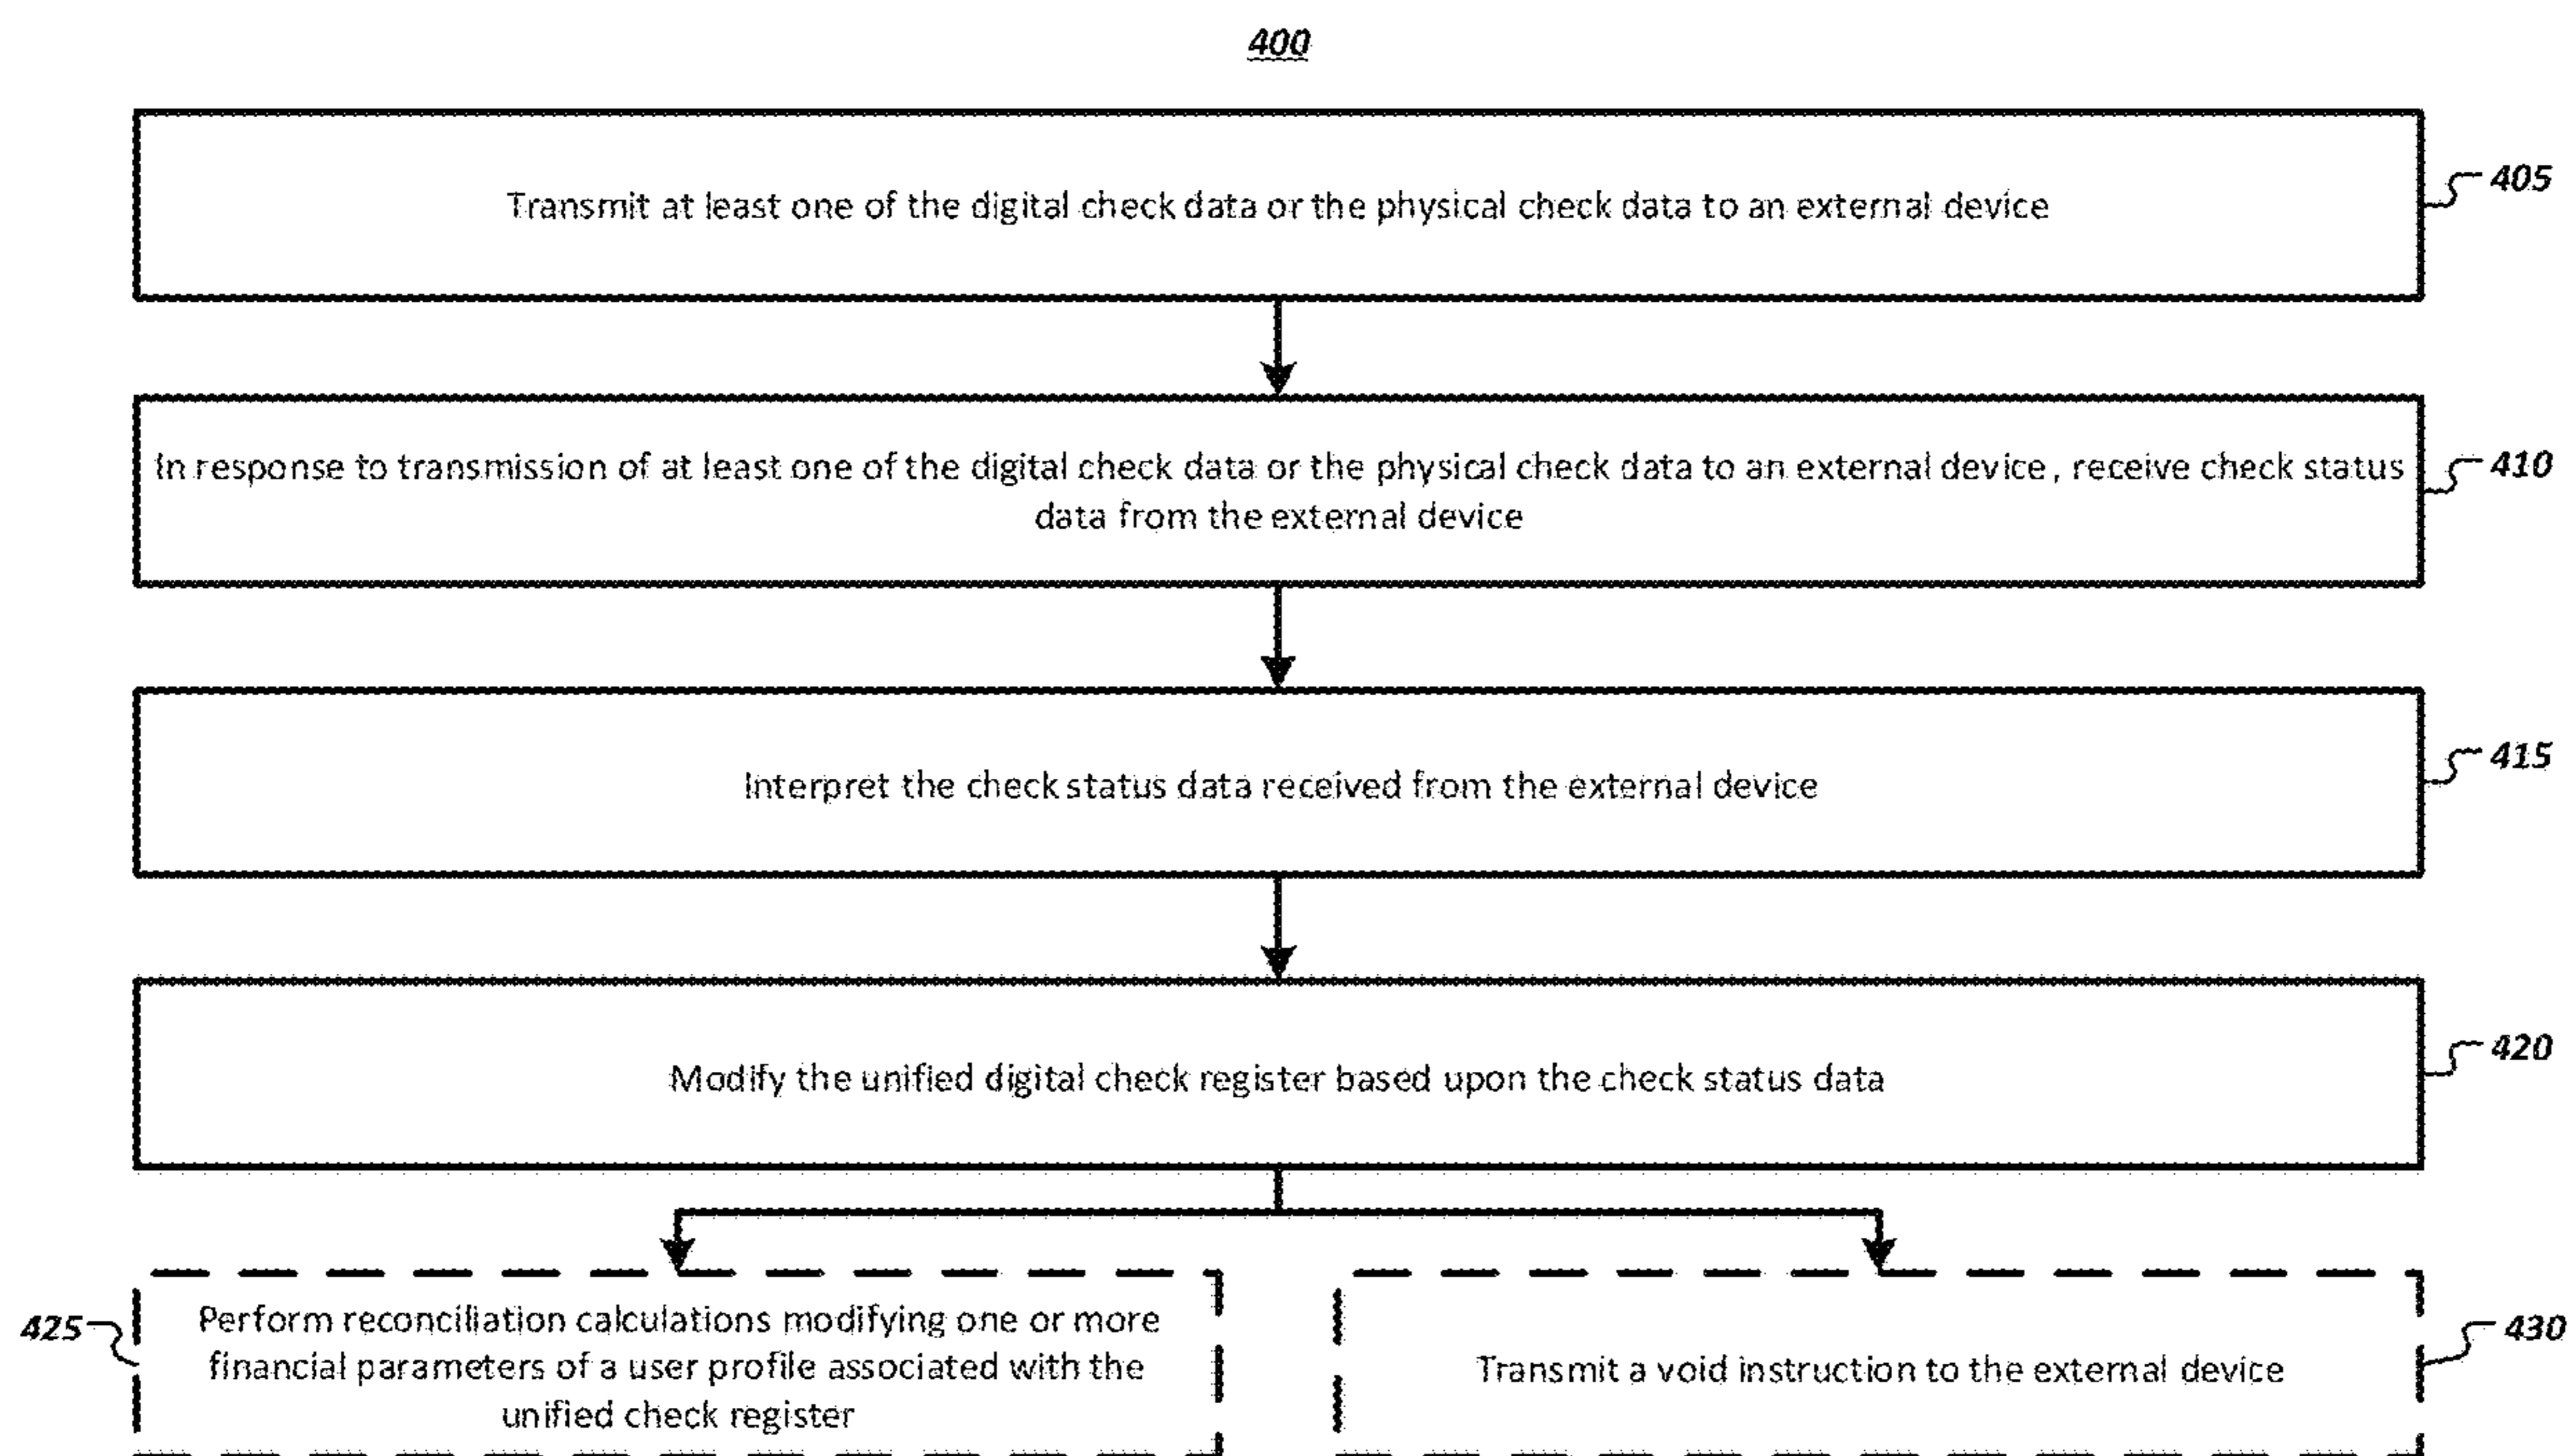 400
Transmit at least one of the digital check data or the physical check data to an external device
405
In response to transmission of at least one of the digital check data or the physical check data to an external device, receive check status
data from the external device
410
Interpret the check status data received from the external device
415
Modify the unified digital check register based upon the check status data
420
425
Perform reconciliation calculations modifying one or more
financial parameters of a user profile associated with the
unified check register
Transmit a void instruction to the external device
430